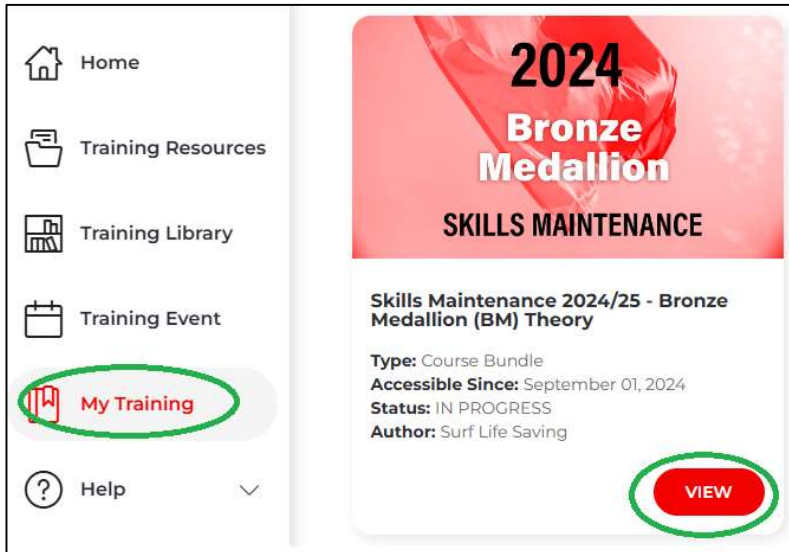 Home
Training Resources
Training Library
Training Event
My Training
Help
2024
Bronze
Medallion
SKILLS MAINTENANCE
Skills Maintenance 2024/25 - Bronze
Medallion (BM) Theory
Type: Course Bundle
Accessible Since: September 01, 2024
Status: IN PROGRESS
Author: Surf Life Saving
VIEW